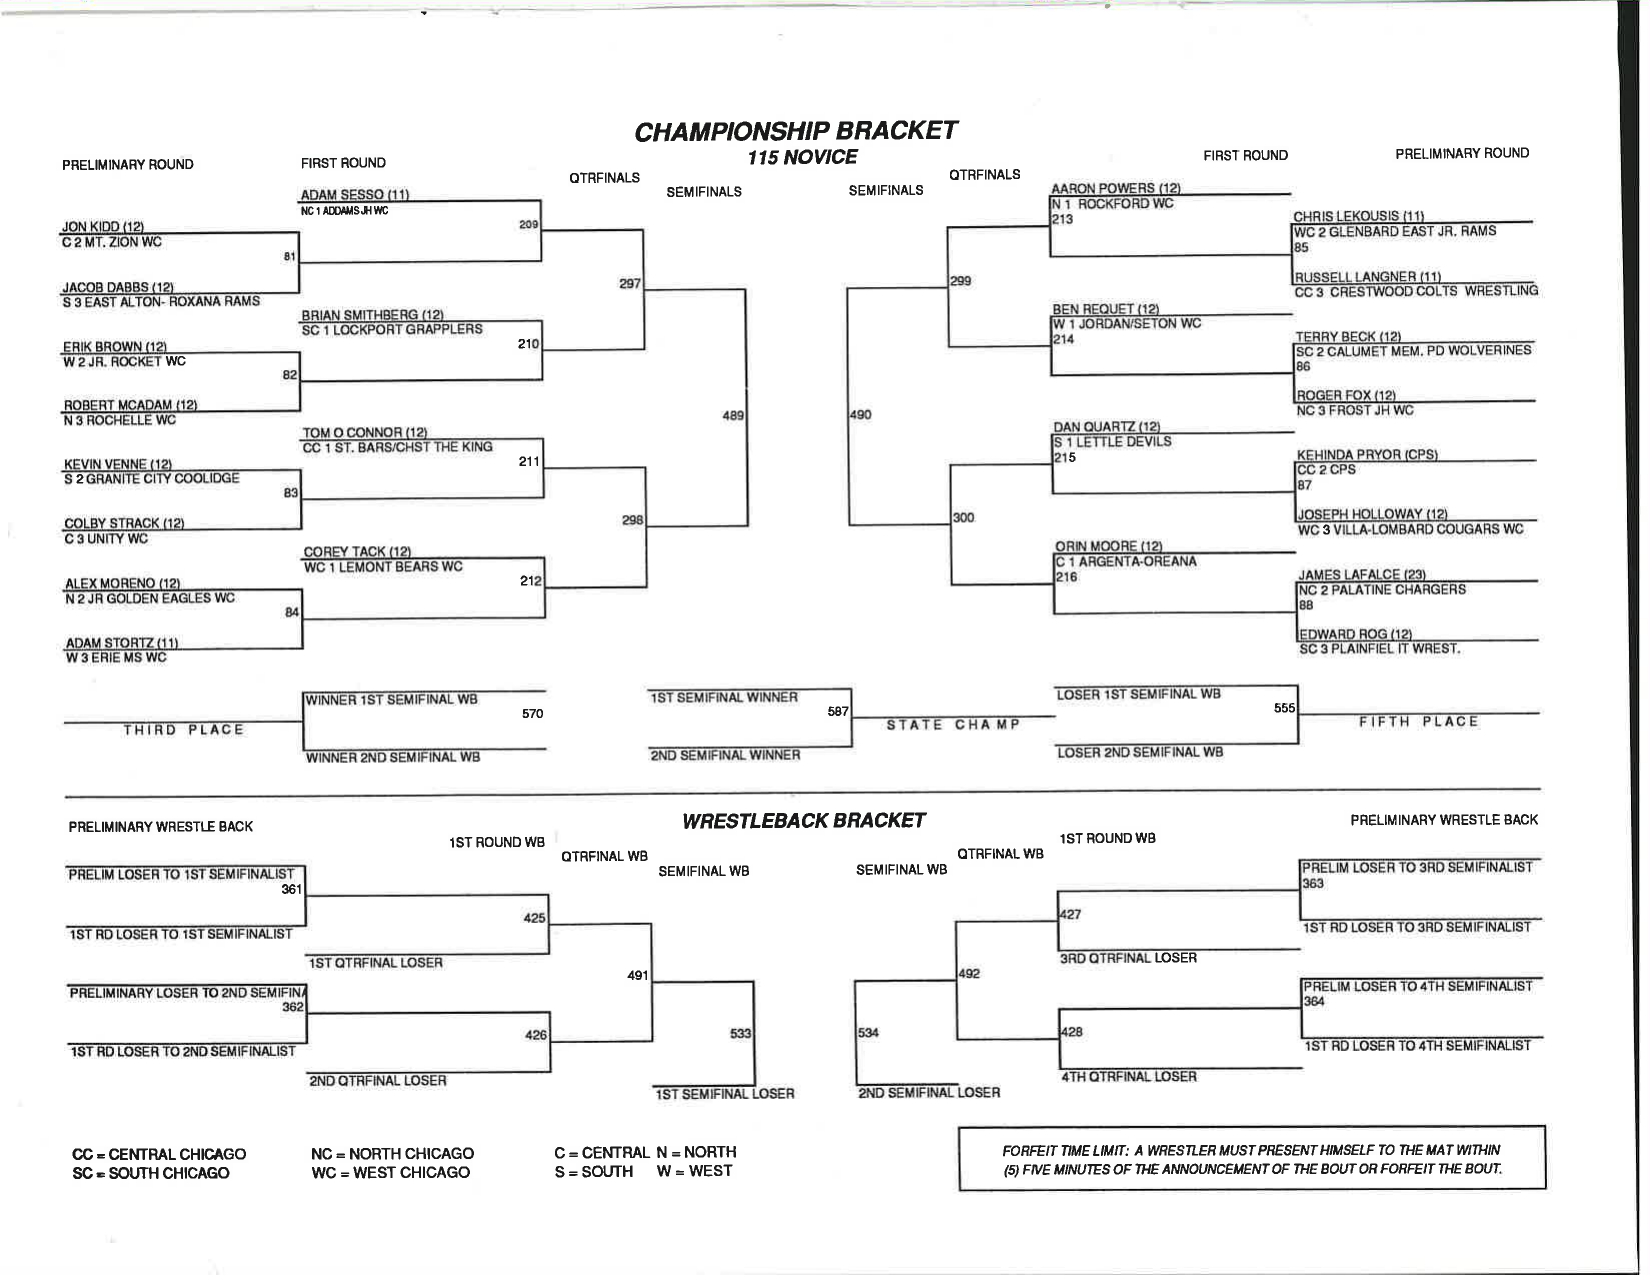 CHAMPIONSHIP BRACKET
115 NOVICE
PRELIMINARY ROUND
FIRST ROUND
QTRFINALS
SEMIFINALS
SEMIFINALS
QTRFINALS
FIRST ROUND
PRELIMINARY ROUND
ADAM SESSO (11)
NC 1 ADDAMS JH WC
209
JON KIDD (12)
C 2 MT. ZION WC
81
JACOB DABBS (12)
S 3 EAST ALTON- ROXANA RAMS
297
BRIAN SMITHBERG (12)
SC 1 LOCKPORT GRAPPLERS
210
ERIK BROWN (12)
W 2 JR. ROCKET WC
82
ROBERT MCADAM (12)
N 3 ROCHELLE WC
489
TOM O CONNOR (12)
CC 1 ST. BARS/CHST THE KING
211
KEVIN VENNE (12)
S 2 GRANITE CITY COOLIDGE
83
COLBY STRACK (12)
C 3 UNITY WC
298
COREY TACK (12)
WC 1 LEMONT BEARS WC
212
ALEX MORENO (12)
N 2 JR GOLDEN EAGLES WC
84
ADAM STORTZ (11)
W 3 ERIE MS WC
AARON POWERS (12)
N 1 ROCKFORD WC
213
CHRIS LEKOUSIS (11)
WC 2 GLENBARD EAST JR. RAMS
85
RUSSELL LANGNER (11)
CC 3 CRESTWOOD COLTS WRESTLING
299
BEN REQUET (12)
W 1 JORDAN/SETON WC
214
TERRY BECK (12)
SC 2 CALUMET MEM. PD WOLVERINES
86
ROGER FOX (12)
NC 3 FROST JH WC
490
DAN QUARTZ (12)
S 1 LETTLE DEVILS
215
KEHINDA PRYOR (CPS)
CC 2 CPS
87
JOSEPH HOLLOWAY (12)
WC 3 VILLA-LOMBARD COUGARS WC
300
ORIN MOORE (12)
C 1 ARGENTA-OREANA
216
JAMES LAFALCE (23)
NC 2 PALATINE CHARGERS
88
EDWARD ROG (12)
SC 3 PLAINFIEL IT WREST.
WINNER 1ST SEMIFINAL WB
570
THIRD PLACE
WINNER 2ND SEMIFINAL WB
1ST SEMIFINAL WINNER
587
STATE CHAMP
2ND SEMIFINAL WINNER
LOSER 1ST SEMIFINAL WB
555
FIFTH PLACE
LOSER 2ND SEMIFINAL WB
WRESTLEBACK BRACKET
PRELIMINARY WRESTLE BACK
1ST ROUND WB
QTRFINAL WB
SEMIFINAL WB
SEMIFINAL WB
QTRFINAL WB
1ST ROUND WB
PRELIMINARY WRESTLE BACK
PRELIM LOSER TO 1ST SEMIFINALIST
361
1ST RD LOSER TO 1ST SEMIFINALIST
425
1ST QTRFINAL LOSER
PRELIMINARY LOSER TO 2ND SEMIFINA
362
1ST RD LOSER TO 2ND SEMIFINALIST
426
2ND QTRFINAL LOSER
491
533
1ST SEMIFINAL LOSER
PRELIM LOSER TO 3RD SEMIFINALIST
363
1ST RD LOSER TO 3RD SEMIFINALIST
427
3RD QTRFINAL LOSER
PRELIM LOSER TO 4TH SEMIFINALIST
364
1ST RD LOSER TO 4TH SEMIFINALIST
428
4TH QTRFINAL LOSER
492
534
2ND SEMIFINAL LOSER
CC = CENTRAL CHICAGO
SC = SOUTH CHICAGO
NC = NORTH CHICAGO
WC = WEST CHICAGO
C = CENTRAL N = NORTH
S = SOUTH W = WEST
FORFEIT TIME LIMIT: A WRESTLER MUST PRESENT HIMSELF TO THE MAT WITHIN
(5) FIVE MINUTES OF THE ANNOUNCEMENT OF THE BOUT OR FORFEIT THE BOUT.